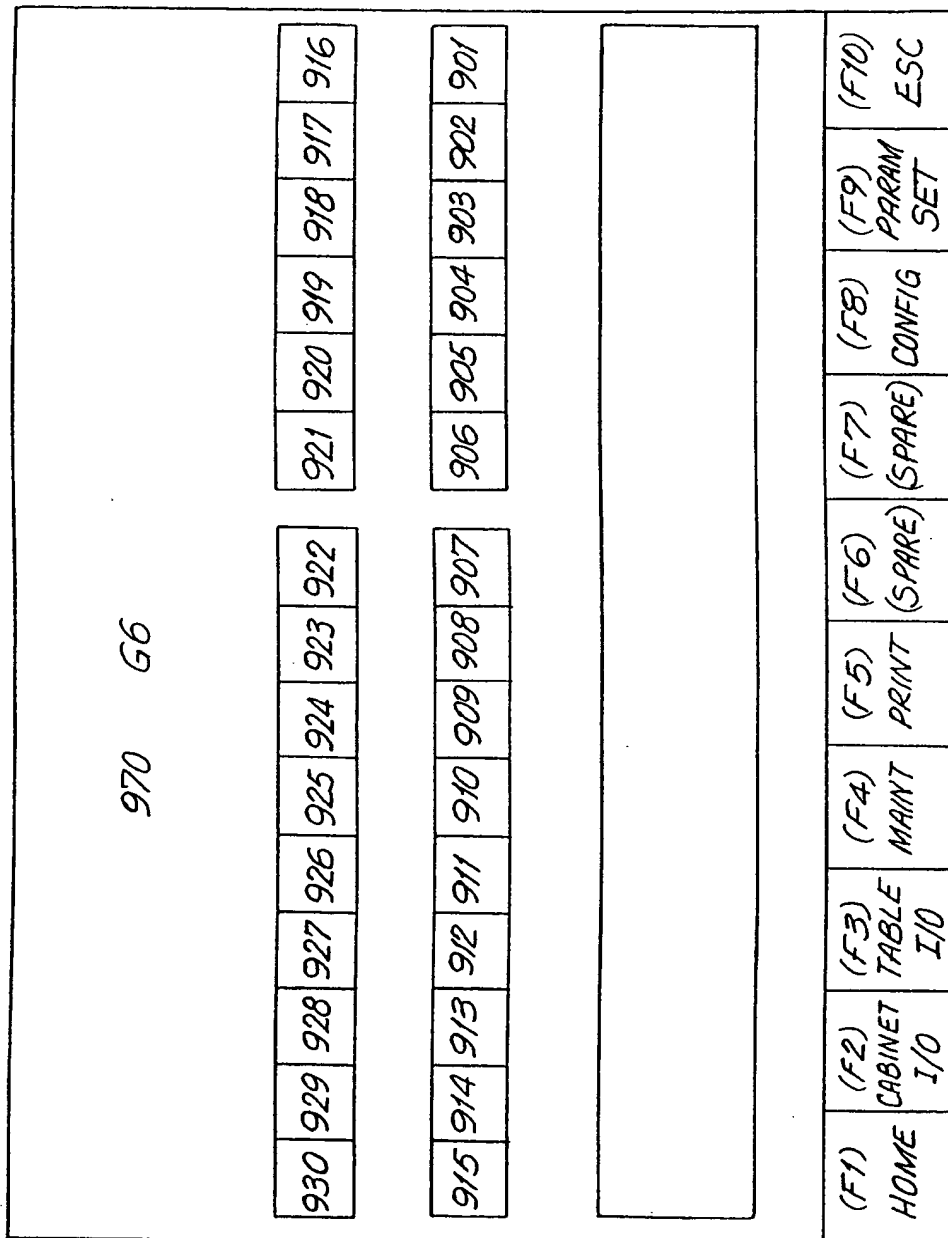 970 G6
930 929 928 927 926 925 924 923 922 921 920 919 918 917 916
915 914 913 912 911 910 909 908 907 906 905 904 903 902 901
(F1) (F2) (F3) (F4) (F5) (F6) (F7) (F8) (F9) (F10)
HOME CABINET TABLE MAINT PRINT (SPARE) (SPARE) CONFIG PARAM ESC
I/O I/O SET